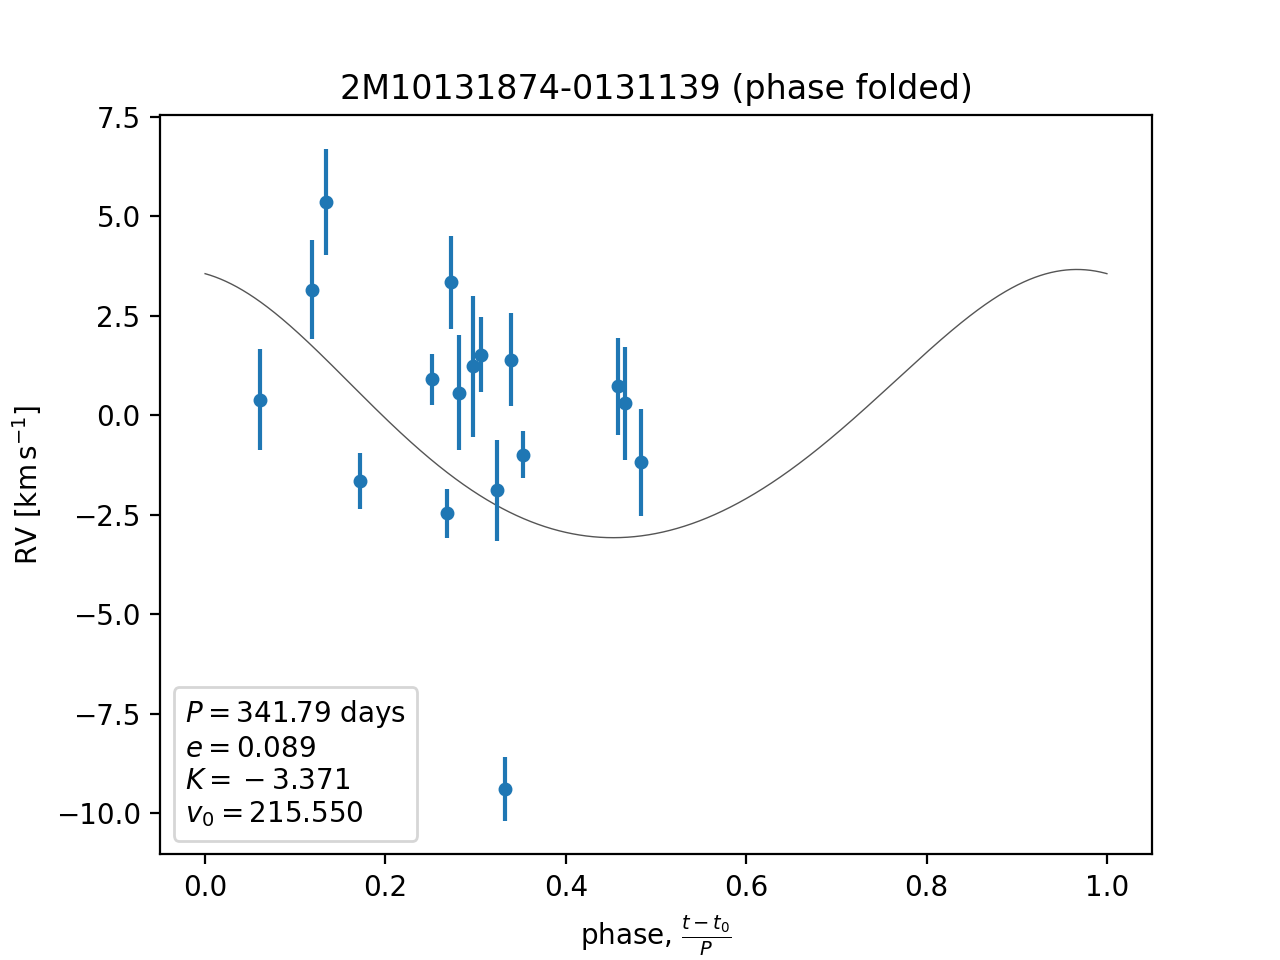 2M10131874-0131139 (phase folded)
7.5
5.0
2.5
0.0
−2.5
−5.0
−7.5
−10.0
RV [km s⁻¹]
P = 341.79 days
e = 0.089
K = − 3.371
v₀ = 215.550
0.0 0.2 0.4 0.6 0.8 1.0
phase, (t − t₀)/P